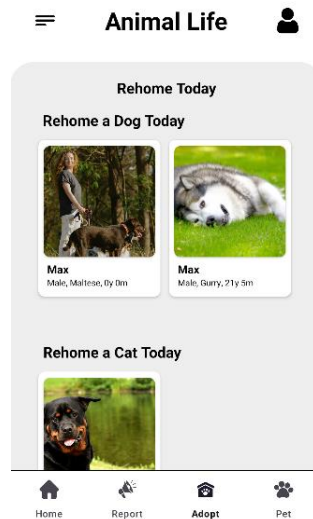 Animal Life
Rehome Today
Rehome a Dog Today
Max
Male, Maltese, 0y 0m
Max
Male, Gurry, 21y 5m
Rehome a Cat Today
Home
Report
Adopt
Pet